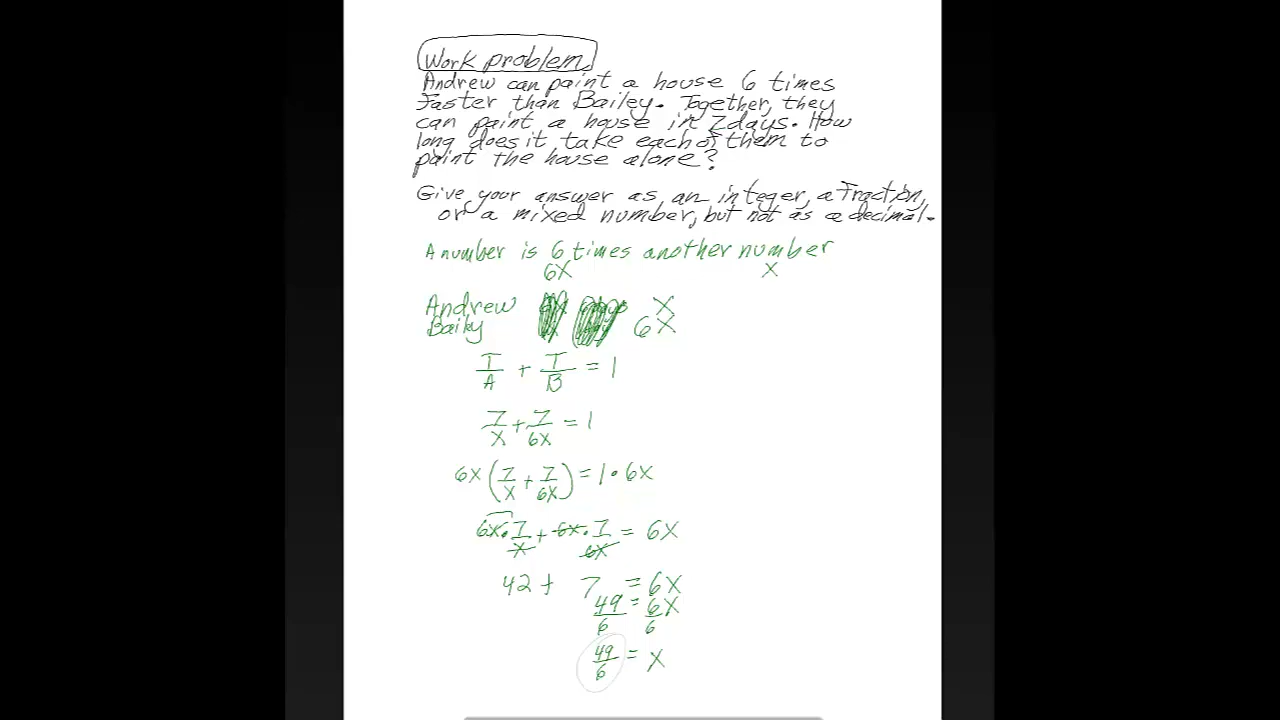 Work problem
Andrew can paint a house 6 times
Faster than Bailey. Together, they
can paint a house in 7 days. How
long does it take each of them to
paint the house alone?
Give your answer as an integer, a Fraction,
or a mixed number, but not as a decimal.
A number is 6 times another number
6X X
Andrew X
Baily 6X
T/A + T/B = 1
7/X + 7/6X = 1
6X (7/X + 7/6X) = 1 • 6X
6X • 7/X + 6X • 7/6X = 6X
42 + 7 = 6X
49/6 = 6X/6
49/6 = X